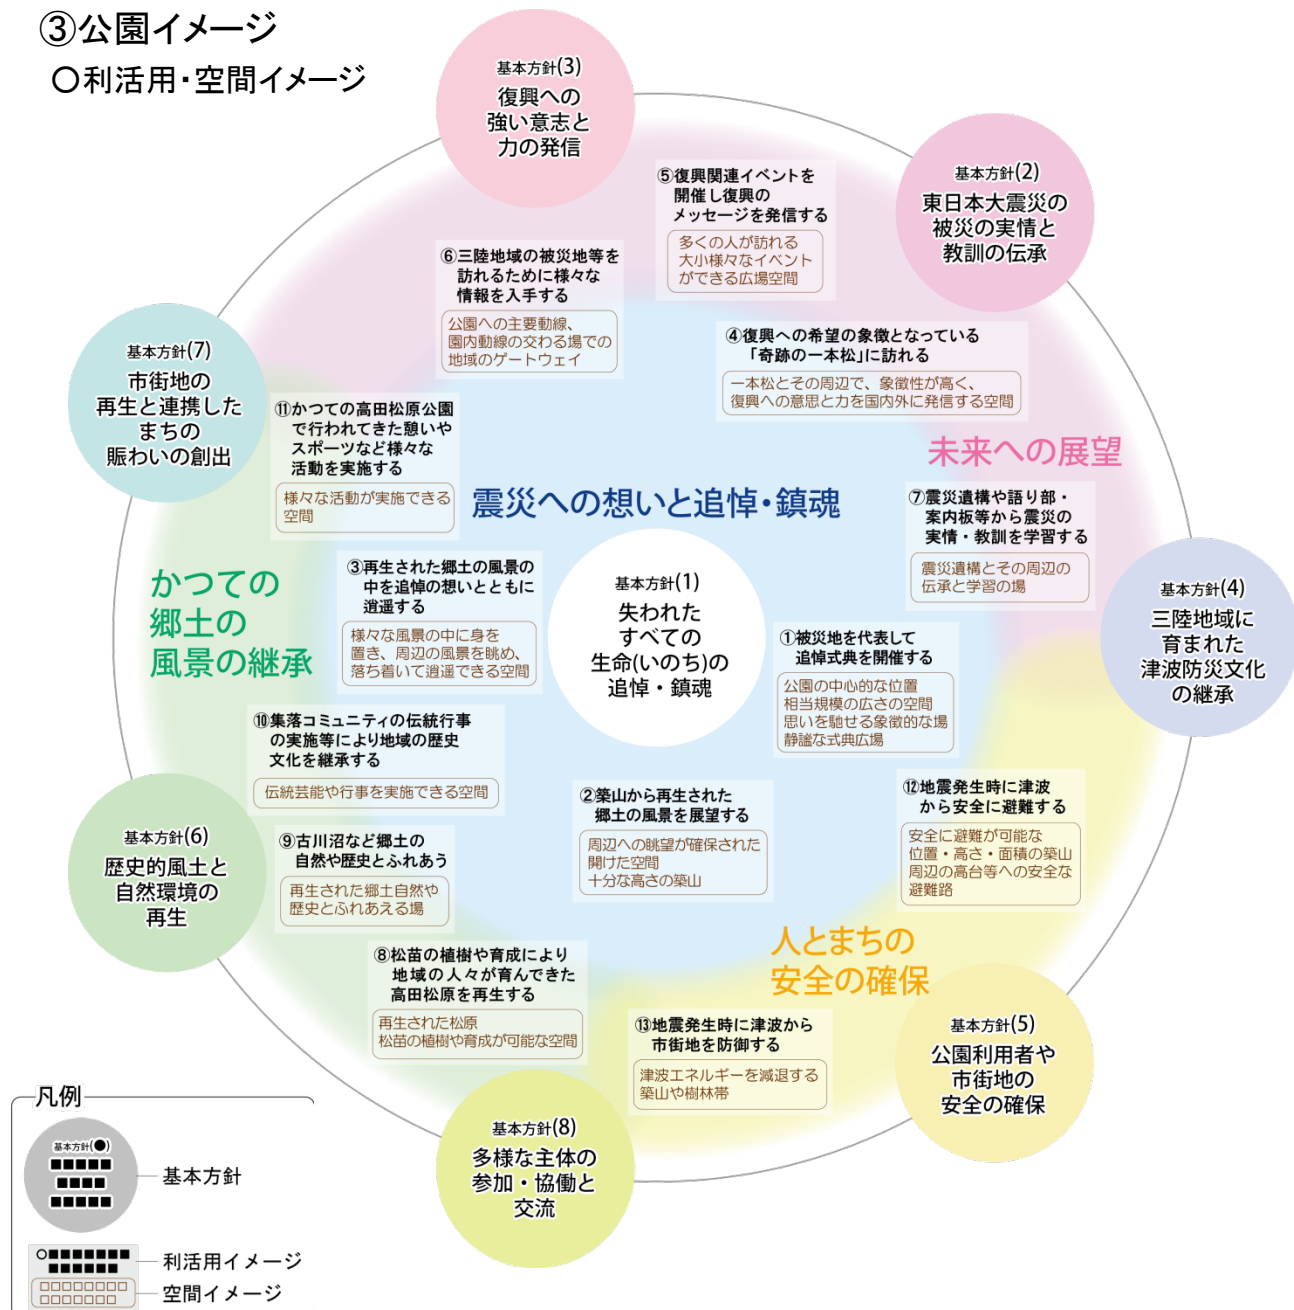 ③公園イメージ
〇利活用・空間イメージ
基本方針(3)
復興への
強い意志と
力の発信
基本方針(2)
東日本大震災の
被災の実情と
教訓の伝承
⑤復興関連イベントを
開催し復興の
メッセージを発信する
多くの人が訪れる
大小様々なイベント
ができる広場空間
⑥三陸地域の被災地等を
訪れるために様々な
情報を入手する
公園への主要動線、
園内動線の交わる場での
地域のゲートウェイ
④復興への希望の象徴となっている
「奇跡の一本松」に訪れる
一本松とその周辺で、象徴性が高く、
復興への意思と力を国内外に発信する空間
基本方針(7)
市街地の
再生と連携した
まちの
賑わいの創出
⑪かつての高田松原公園
で行われてきた憩いや
スポーツなど様々な
活動を実施する
様々な活動が実施できる
空間
未来への展望
震災への想いと追悼・鎮魂
⑦震災遺構や語り部・
案内板等から震災の
実情・教訓を学習する
震災遺構とその周辺の
伝承と学習の場
かつての
郷土の
風景の継承
③再生された郷土の風景の
中を追悼の想いとともに
逍遥する
様々な風景の中に身を
置き、周辺の風景を眺め、
落ち着いて逍遥できる空間
基本方針(1)
失われた
すべての
生命(いのち)の
追悼・鎮魂
①被災地を代表して
追悼式典を開催する
公園の中心的な位置
相当規模の広さの空間
思いを馳せる象徴的な場
静謐な式典広場
基本方針(4)
三陸地域に
育まれた
津波防災文化
の継承
⑩集落コミュニティの伝統行事
の実施等により地域の歴史
文化を継承する
伝統芸能や行事を実施できる空間
②築山から再生された
郷土の風景を展望する
周辺への眺望が確保された
開けた空間
十分な高さの築山
⑫地震発生時に津波
から安全に避難する
安全に避難が可能な
位置・高さ・面積の築山
周辺の高台等への安全な
避難路
基本方針(6)
歴史的風土と
自然環境の
再生
⑨古川沼など郷土の
自然や歴史とふれあう
再生された郷土自然や
歴史とふれあえる場
⑧松苗の植樹や育成により
地域の人々が育んできた
高田松原を再生する
再生された松原
松苗の植樹や育成が可能な空間
人とまちの
安全の確保
⑬地震発生時に津波から
市街地を防御する
津波エネルギーを減退する
築山や樹林帯
基本方針(5)
公園利用者や
市街地の
安全の確保
基本方針(8)
多様な主体の
参加・協働と
交流
凡例
基本方針(●)
■■■■■
■■■■
■■■■■
基本方針
○■■■■■■■
■■■■■■
利活用イメージ
□□□□□□□□
□□□□□□□
空間イメージ